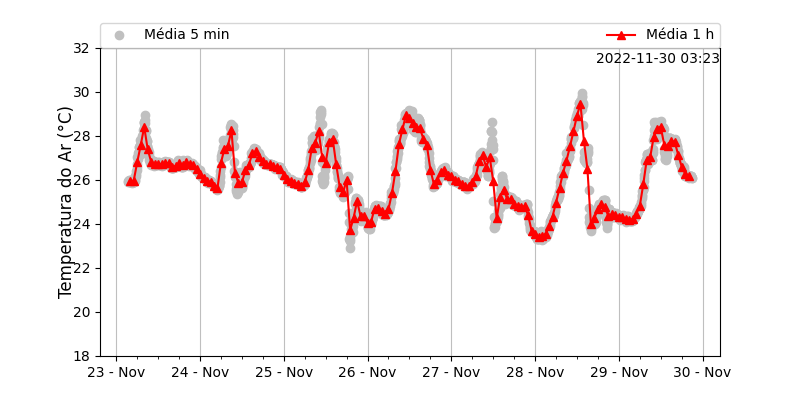 Média 5 min
Média 1 h
2022-11-30 03:23
Temperatura do Ar (°C)
32
30
28
26
24
22
20
18
23 - Nov
24 - Nov
25 - Nov
26 - Nov
27 - Nov
28 - Nov
29 - Nov
30 - Nov